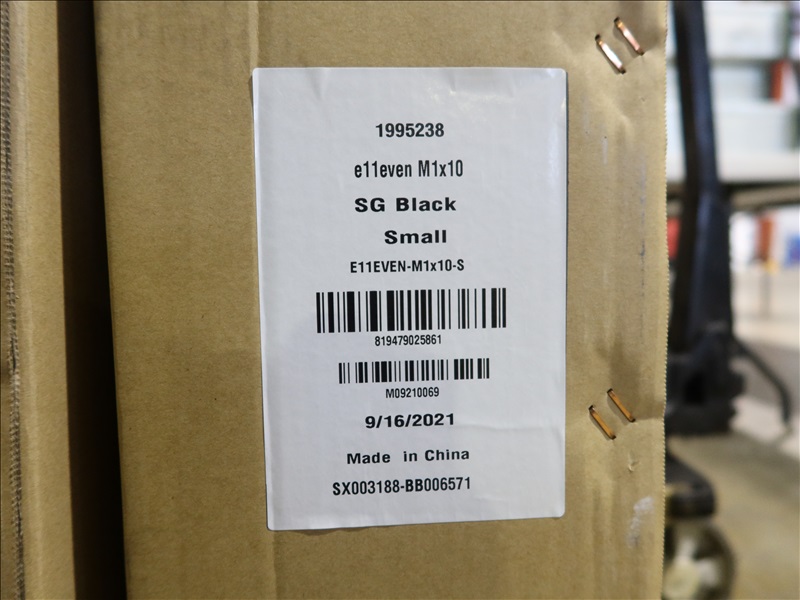 1995238
e11even M1x10
SG Black
Small
E11EVEN-M1x10-S
819479025861
M09210069
9/16/2021
Made in China
SX003188-BB006571